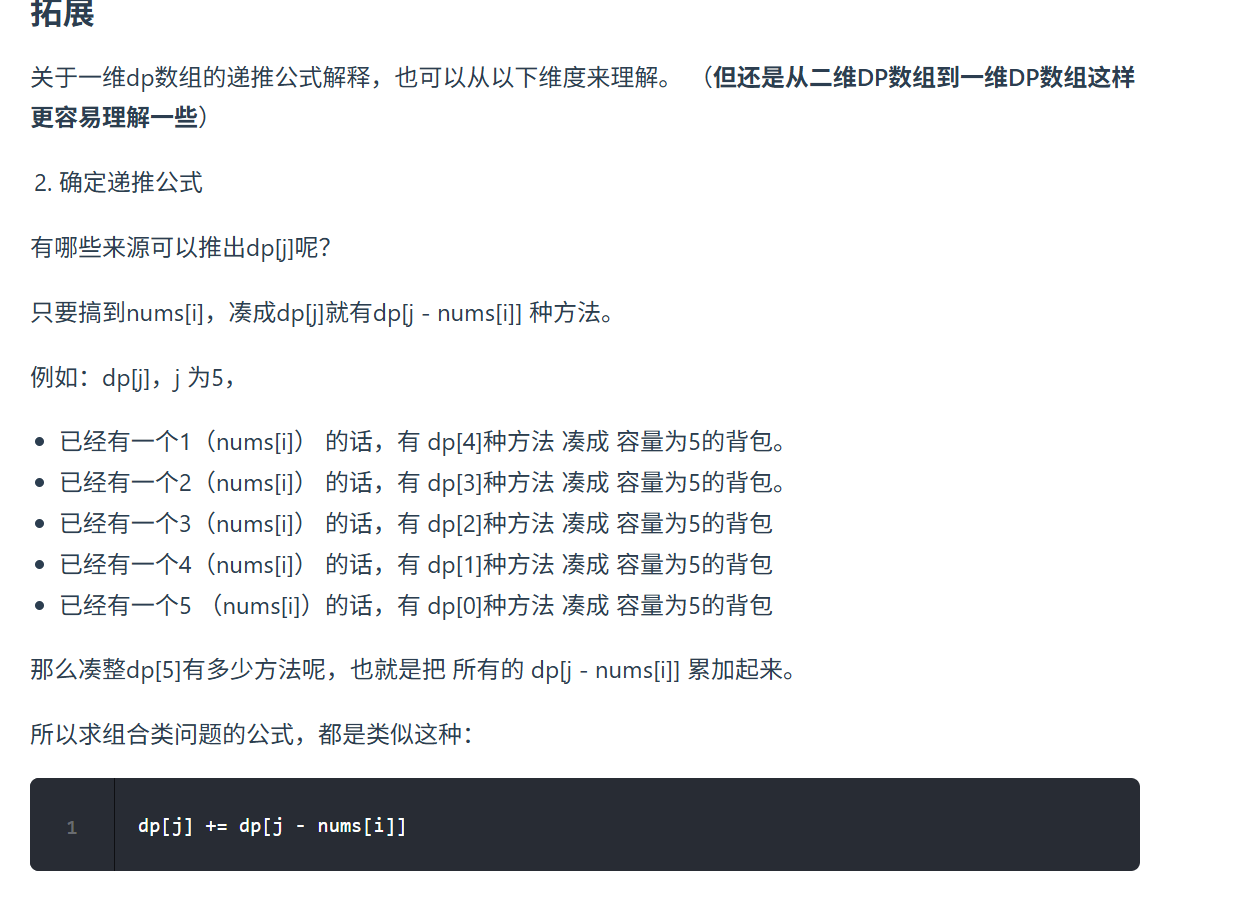 拓展
关于一维dp数组的递推公式解释，也可以从以下维度来理解。 （但还是从二维DP数组到一维DP数组这样
更容易理解一些）
2. 确定递推公式
有哪些来源可以推出dp[j]呢？
只要搞到nums[i]，凑成dp[j]就有dp[j - nums[i]] 种方法。
例如：dp[j]，j 为5，
已经有一个1（nums[i]） 的话，有 dp[4]种方法 凑成 容量为5的背包。
已经有一个2（nums[i]） 的话，有 dp[3]种方法 凑成 容量为5的背包。
已经有一个3（nums[i]） 的话，有 dp[2]种方法 凑成 容量为5的背包
已经有一个4（nums[i]） 的话，有 dp[1]种方法 凑成 容量为5的背包
已经有一个5 （nums[i]）的话，有 dp[0]种方法 凑成 容量为5的背包
那么凑整dp[5]有多少方法呢，也就是把 所有的 dp[j - nums[i]] 累加起来。
所以求组合类问题的公式，都是类似这种：
1 dp[j] += dp[j - nums[i]]